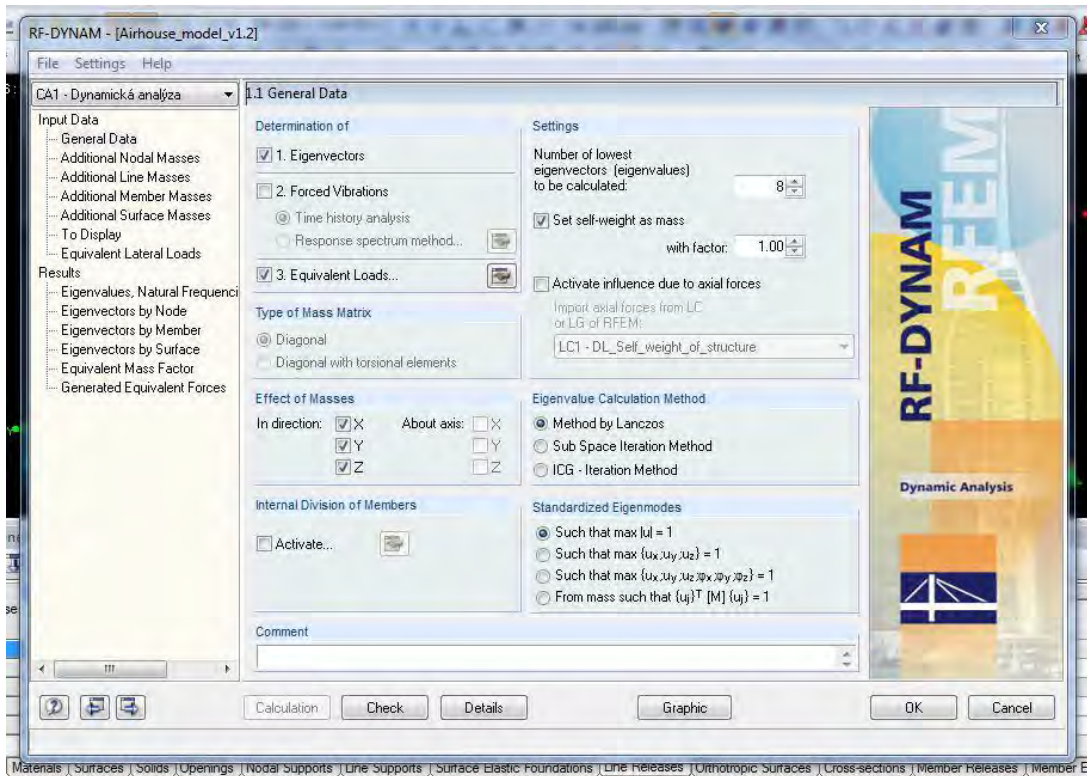 RF-DYNAM - [Airhouse_model_v1.2]
File Settings Help
CA1 - Dynamická analýza
Input Data
General Data
Additional Nodal Masses
Additional Line Masses
Additional Member Masses
Additional Surface Masses
To Display
Equivalent Lateral Loads
Results
Eigenvalues, Natural Frequenci
Eigenvectors by Node
Eigenvectors by Member
Eigenvectors by Surface
Equivalent Mass Factor
Generated Equivalent Forces
1.1 General Data
Determination of
1. Eigenvectors
2. Forced Vibrations
Time history analysis
Response spectrum method...
3. Equivalent Loads...
Type of Mass Matrix
Diagonal
Diagonal with torsional elements
Effect of Masses
In direction: X About axis: X
Y Y
Z Z
Internal Division of Members
Activate...
Settings
Number of lowest
eigenvectors (eigenvalues)
to be calculated: 8
Set self-weight as mass
with factor: 1.00
Activate influence due to axial forces
Import axial forces from LC
or LG of RFEM:
LC1 - DL_Self_weight_of_structure
Eigenvalue Calculation Method
Method by Lanczos
Sub Space Iteration Method
ICG - Iteration Method
Standardized Eigenmodes
Such that max |u| = 1
Such that max {ux;uy;uz} = 1
Such that max {ux;uy;uz;φx;φy;φz} = 1
From mass such that {uj}ᵀ [M] {uj} = 1
Comment
RF-DYNAM
RFEM
Dynamic Analysis
Calculation Check Details Graphic OK Cancel
Materials Surfaces Solids Openings Nodal Supports Line Supports Surface Elastic Foundations Line Releases Orthotropic Surfaces Cross-sections Member Releases Member